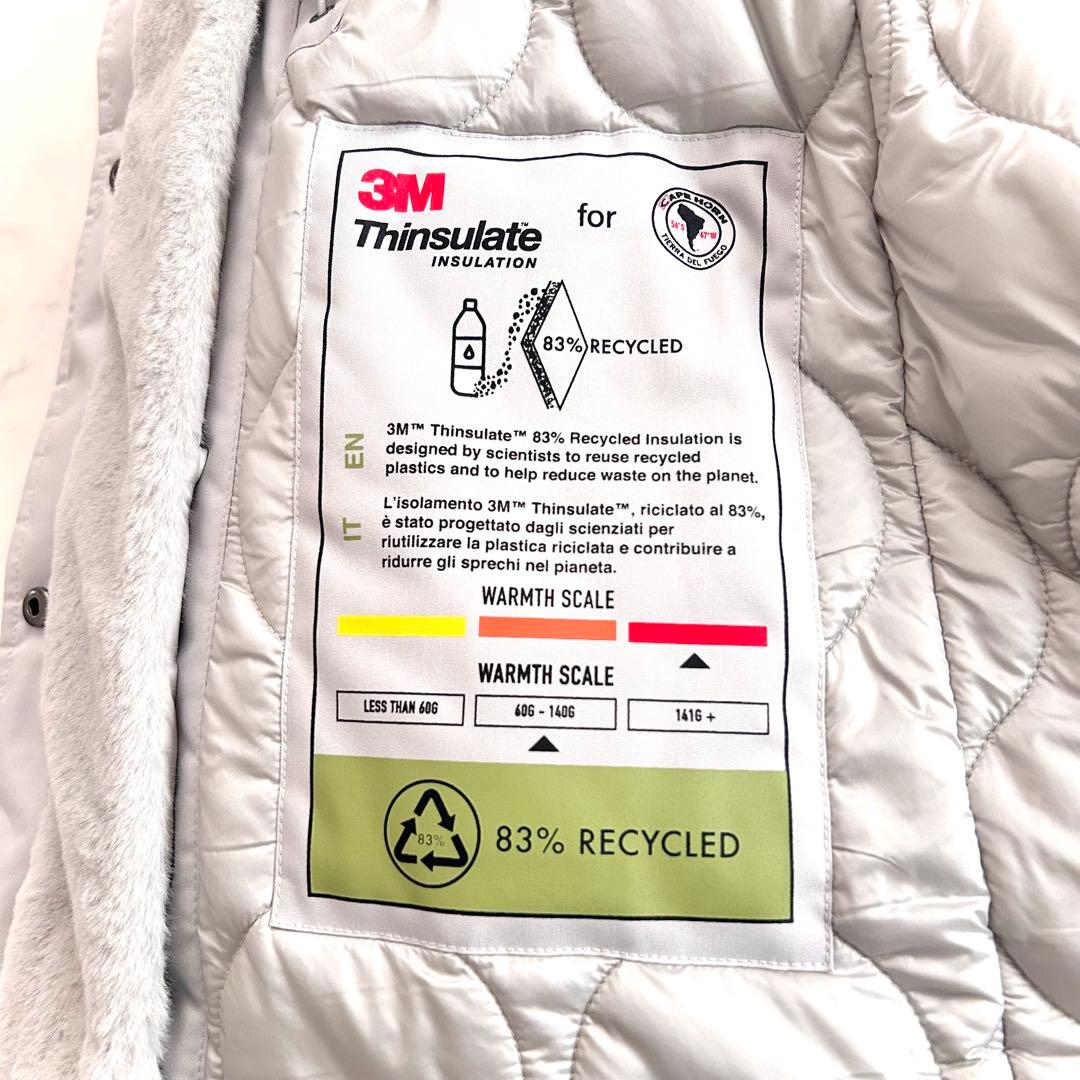 3M
Thinsulate™
INSULATION
for
CAPE HORN
56°S 67°W
TIERRA DEL FUEGO
83% RECYCLED
EN
3M™ Thinsulate™ 83% Recycled Insulation is
designed by scientists to reuse recycled
plastics and to help reduce waste on the planet.
IT
L'isolamento 3M™ Thinsulate™, riciclato al 83%,
è stato progettato dagli scienziati per
riutilizzare la plastica riciclata e contribuire a
ridurre gli sprechi nel pianeta.
WARMTH SCALE
WARMTH SCALE
LESS THAN 60G
60G - 140G
141G +
83%
83% RECYCLED